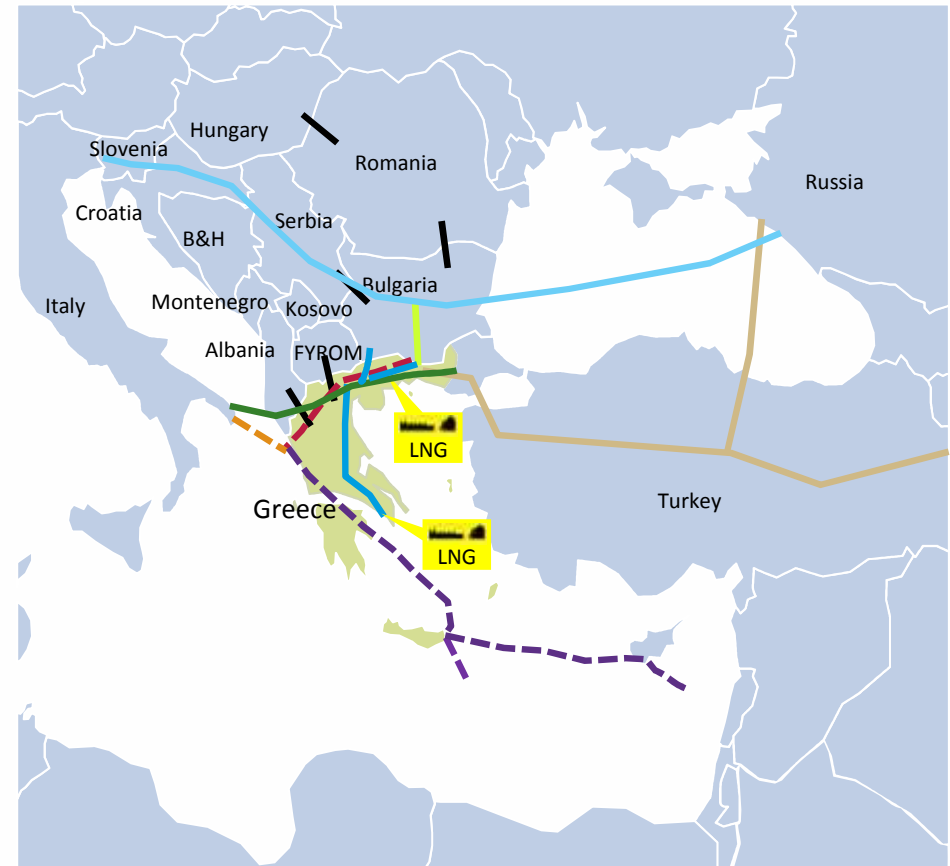 Hungary
Slovenia
Romania
Russia
Croatia
Serbia
B&H
Bulgaria
Italy
Montenegro
Kosovo
Albania
FYROM
LNG
Turkey
Greece
LNG